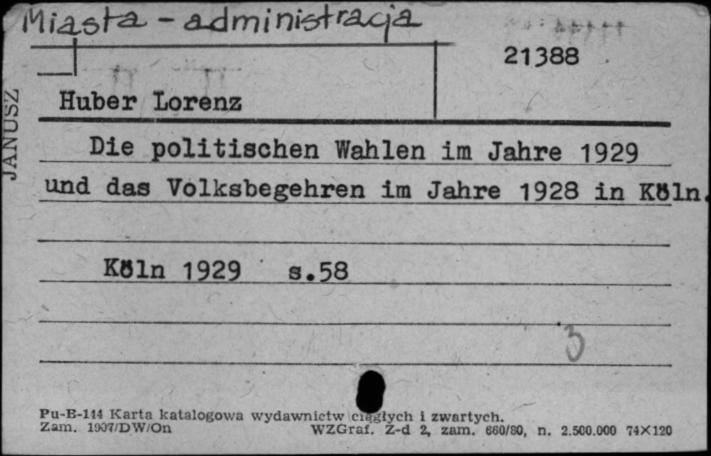 Miasta - administracja
21388
JANUSZ
Huber Lorenz
Die politischen Wahlen im Jahre 1929
und das Volksbegehren im Jahre 1928 in Köln.
Köln 1929 s.58
3
Pu-B-144 Karta katalogowa wydawnictw ciągłych i zwartych.
Zam. 1907/DW/On WZGraf. Z-d 2, zam. 660/80, n. 2.500.000 74×120